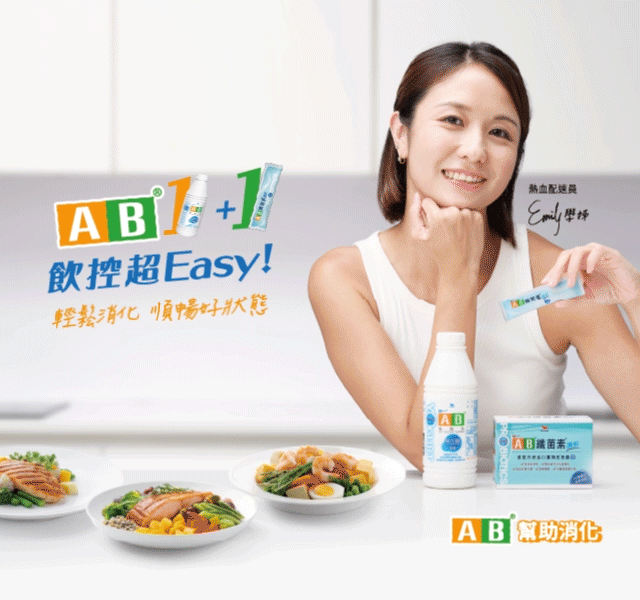 AB® 1+1
飲控超Easy!
輕鬆消化 順暢好狀態
熱血配速員
Emily學姊
AB
AB纖菌素
PROBIOTICS
AB® 幫助消化